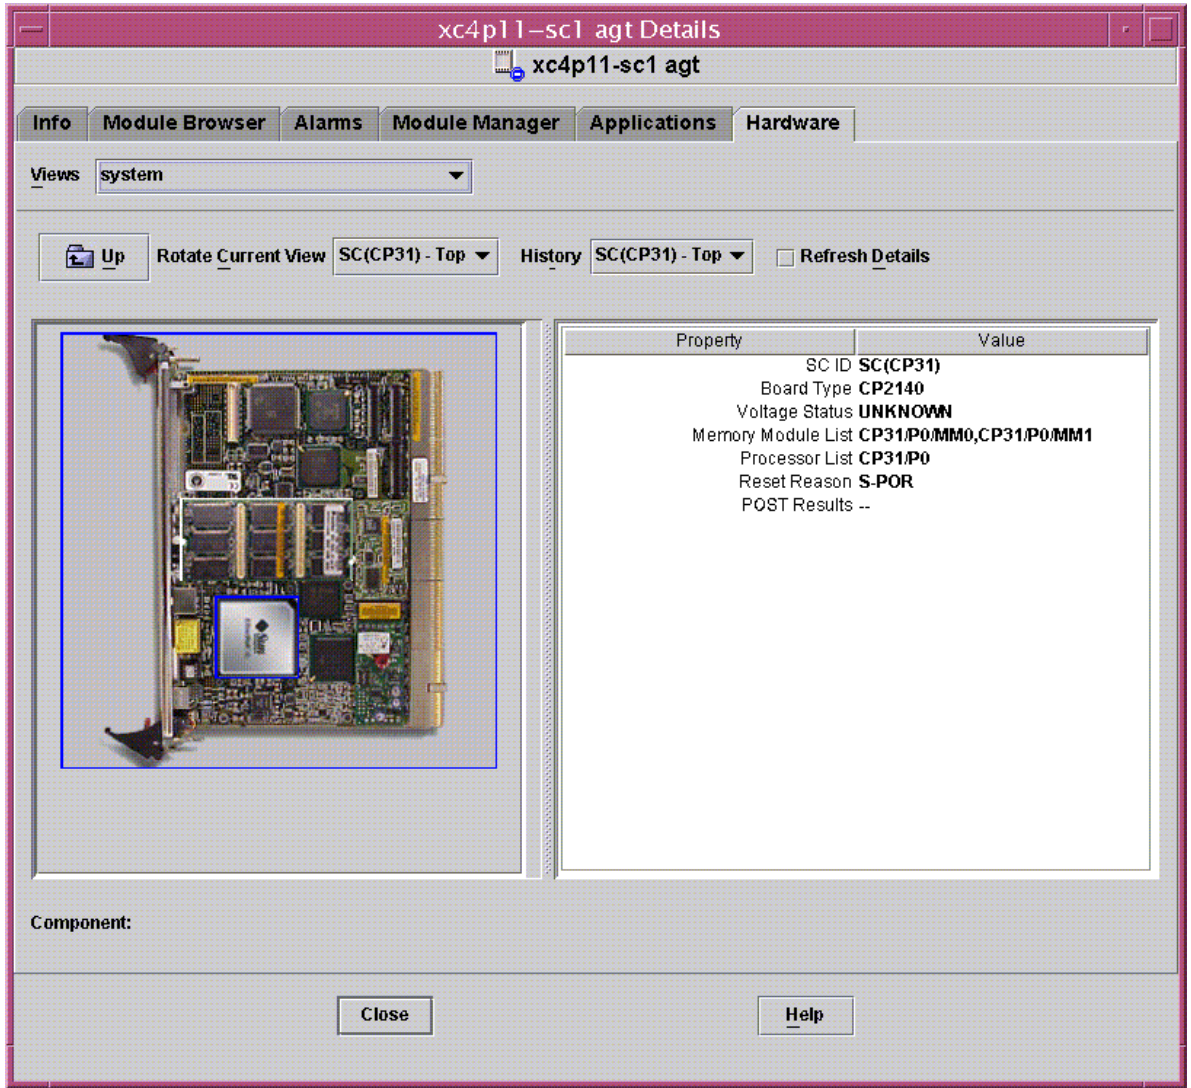 xc4p11-sc1 agt Details
xc4p11-sc1 agt
Info Module Browser Alarms Module Manager Applications Hardware
Views system
Up Rotate Current View SC(CP31) - Top History SC(CP31) - Top Refresh Details
Property Value
SC ID SC(CP31)
Board Type CP2140
Voltage Status UNKNOWN
Memory Module List CP31/P0/MM0,CP31/P0/MM1
Processor List CP31/P0
Reset Reason S-POR
POST Results --
Sun
Component:
Close Help